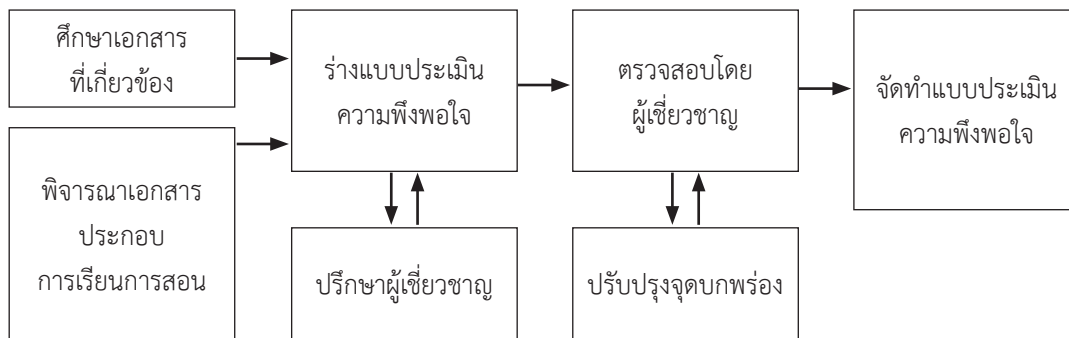 ศึกษาเอกสาร
ที่เกี่ยวข้อง
พิจารณาเอกสาร
ประกอบ
การเรียนการสอน
ร่างแบบประเมิน
ความพึงพอใจ
ปรึกษาผู้เชี่ยวชาญ
ตรวจสอบโดย
ผู้เชี่ยวชาญ
ปรับปรุงจุดบกพร่อง
จัดทำแบบประเมิน
ความพึงพอใจ